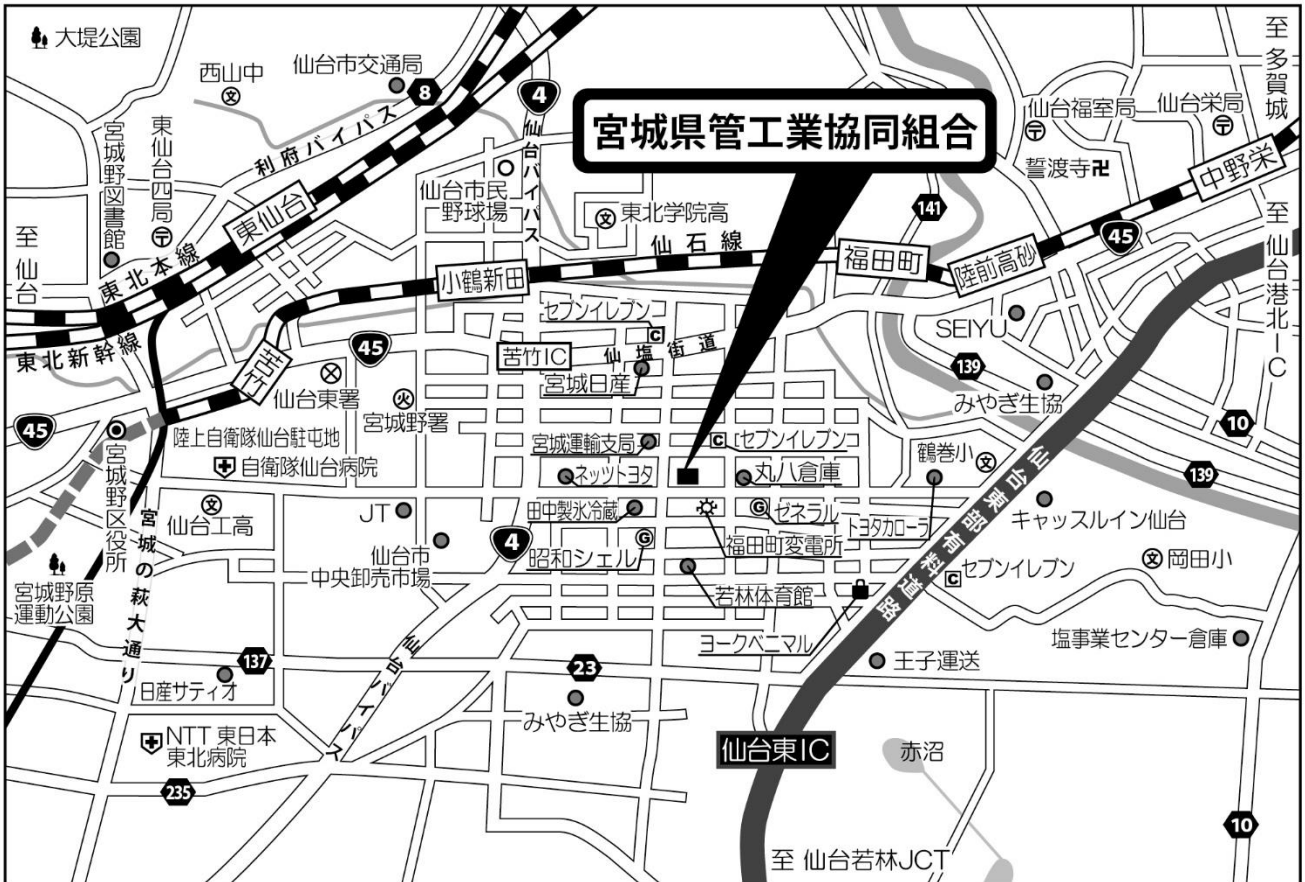 大堤公園
西山中
文
仙台市交通局
8
4
至 多賀城
宮城県管工業協同組合
仙台福室局
仙台栄局
宮城野図書館
東仙台四局
利府バイパス
仙台バイパス
仙台市民
野球場
文
東北学院高
誓渡寺卍
中野栄
141
45
至 仙台
東仙台
東北本線
東北新幹線
仙石線
小鶴新田
福田町
陸前高砂
至 仙台港北IC
セブンイレブン
C
SEIYU
苦竹
45
苦竹IC
仙塩街道
宮城日産
139
みやぎ生協
仙台東署
火
宮城野署
45
陸上自衛隊仙台駐屯地
自衛隊仙台病院
宮城運輸支局
C
セブンイレブン
鶴巻小
文
10
ネッツトヨタ
丸八倉庫
139
宮城野区役所
文
仙台工高
JT
田中製氷冷蔵
G
ゼネラル
トヨタカローラ
キャッスルイン仙台
4
昭和シェル
G
福田町変電所
仙台市
中央卸売市場
文
岡田小
宮城野原
運動公園
宮城の萩大通り
若林体育館
C
セブンイレブン
仙台東部有料道路
ヨークベニマル
塩事業センター倉庫
137
仙台バイパス
23
王子運送
日産サティオ
みやぎ生協
NTT 東日本
東北病院
仙台東IC
赤沼
235
10
至 仙台若林JCT